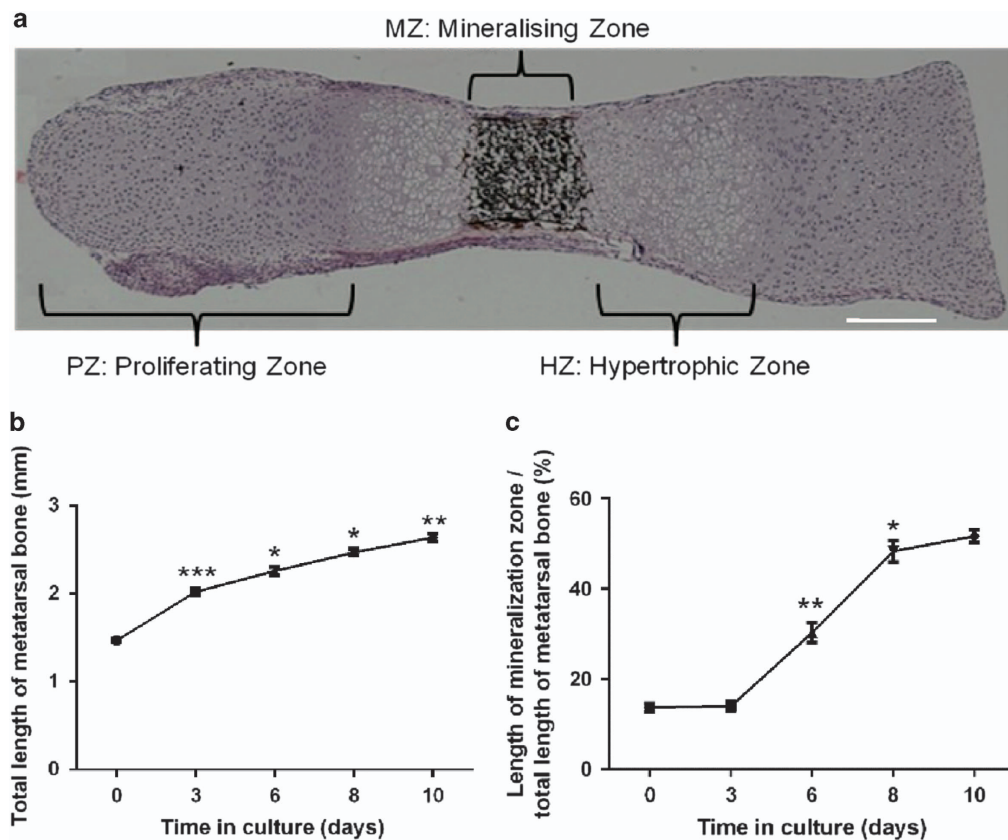 a
MZ: Mineralising Zone
PZ: Proliferating Zone
HZ: Hypertrophic Zone
b
Total length of metatarsal bone (mm)
3
2
1
0
***
*
*
**
0 3 6 8 10
Time in culture (days)
c
Length of mineralization zone /
total length of metatarsal bone (%)
60
40
20
0
**
*
0 3 6 8 10
Time in culture (days)